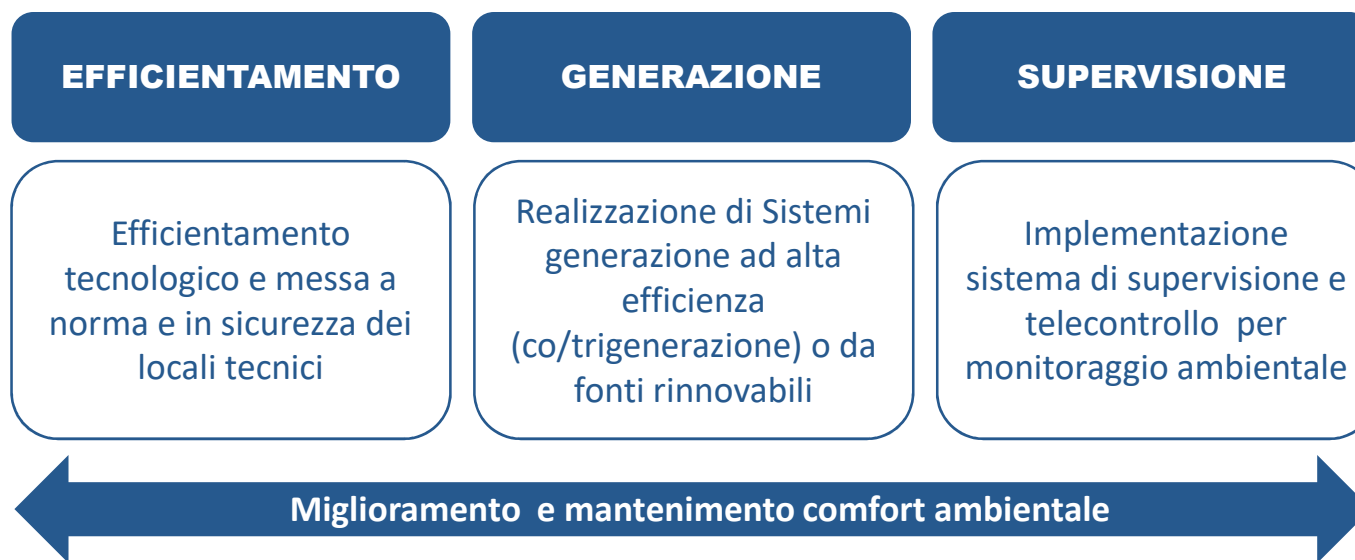 EFFICIENTAMENTO
GENERAZIONE
SUPERVISIONE
Efficientamento
tecnologico e messa a
norma e in sicurezza dei
locali tecnici
Realizzazione di Sistemi
generazione ad alta
efficienza
(co/trigenerazione) o da
fonti rinnovabili
Implementazione
sistema di supervisione e
telecontrollo  per
monitoraggio ambientale
Miglioramento  e mantenimento comfort ambientale